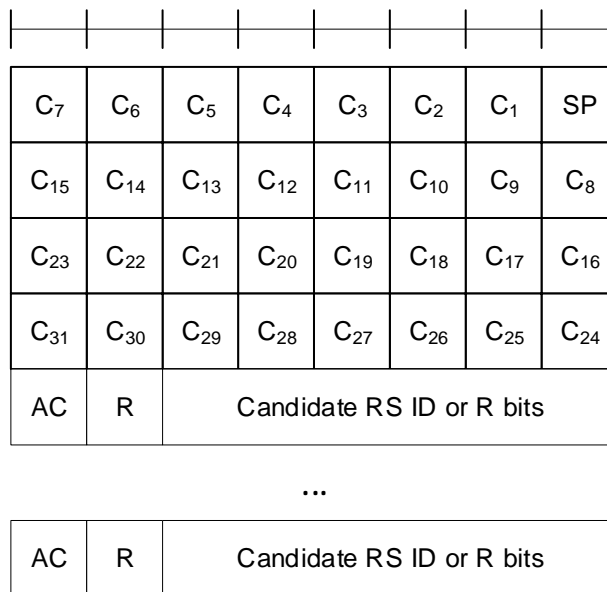 C₇ C₆ C₅ C₄ C₃ C₂ C₁ SP
C₁₅ C₁₄ C₁₃ C₁₂ C₁₁ C₁₀ C₉ C₈
C₂₃ C₂₂ C₂₁ C₂₀ C₁₉ C₁₈ C₁₇ C₁₆
C₃₁ C₃₀ C₂₉ C₂₈ C₂₇ C₂₆ C₂₅ C₂₄
AC R Candidate RS ID or R bits
...
AC R Candidate RS ID or R bits